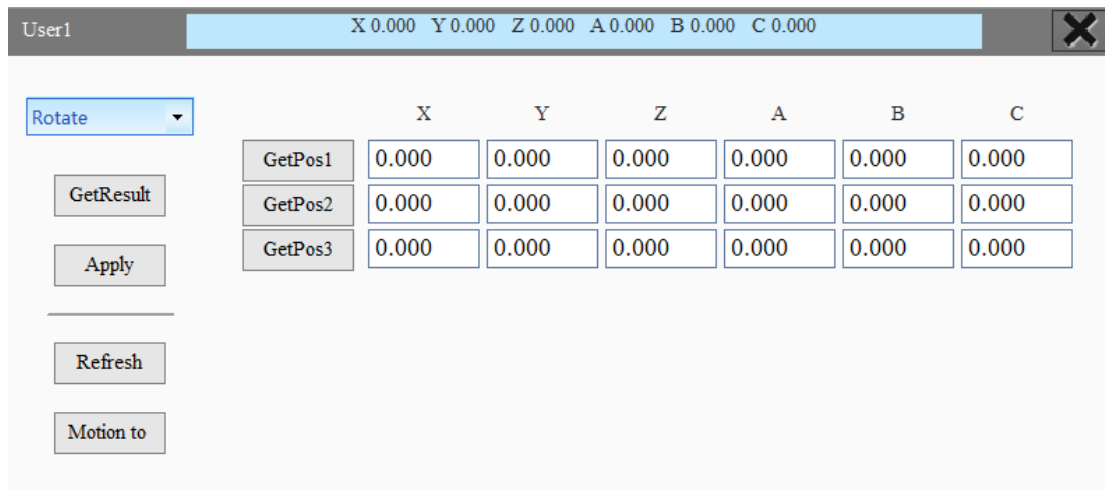 User1 X 0.000 Y 0.000 Z 0.000 A 0.000 B 0.000 C 0.000
Rotate
X Y Z A B C
GetPos1 0.000 0.000 0.000 0.000 0.000 0.000
GetResult
GetPos2 0.000 0.000 0.000 0.000 0.000 0.000
GetPos3 0.000 0.000 0.000 0.000 0.000 0.000
Apply
Refresh
Motion to